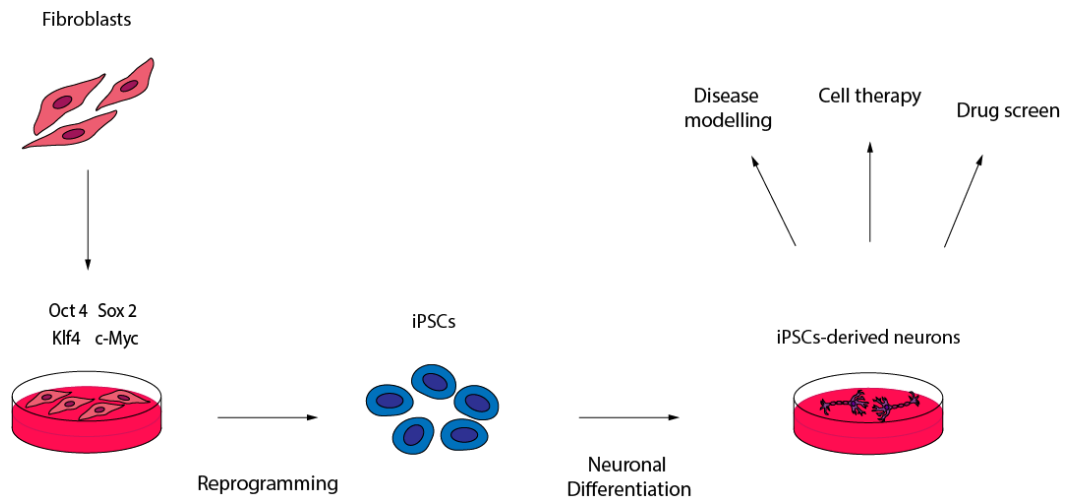 Fibroblasts
Oct 4 Sox 2
Klf4 c-Myc
Reprogramming
iPSCs
Neuronal
Differentiation
iPSCs-derived neurons
Disease
modelling
Cell therapy
Drug screen